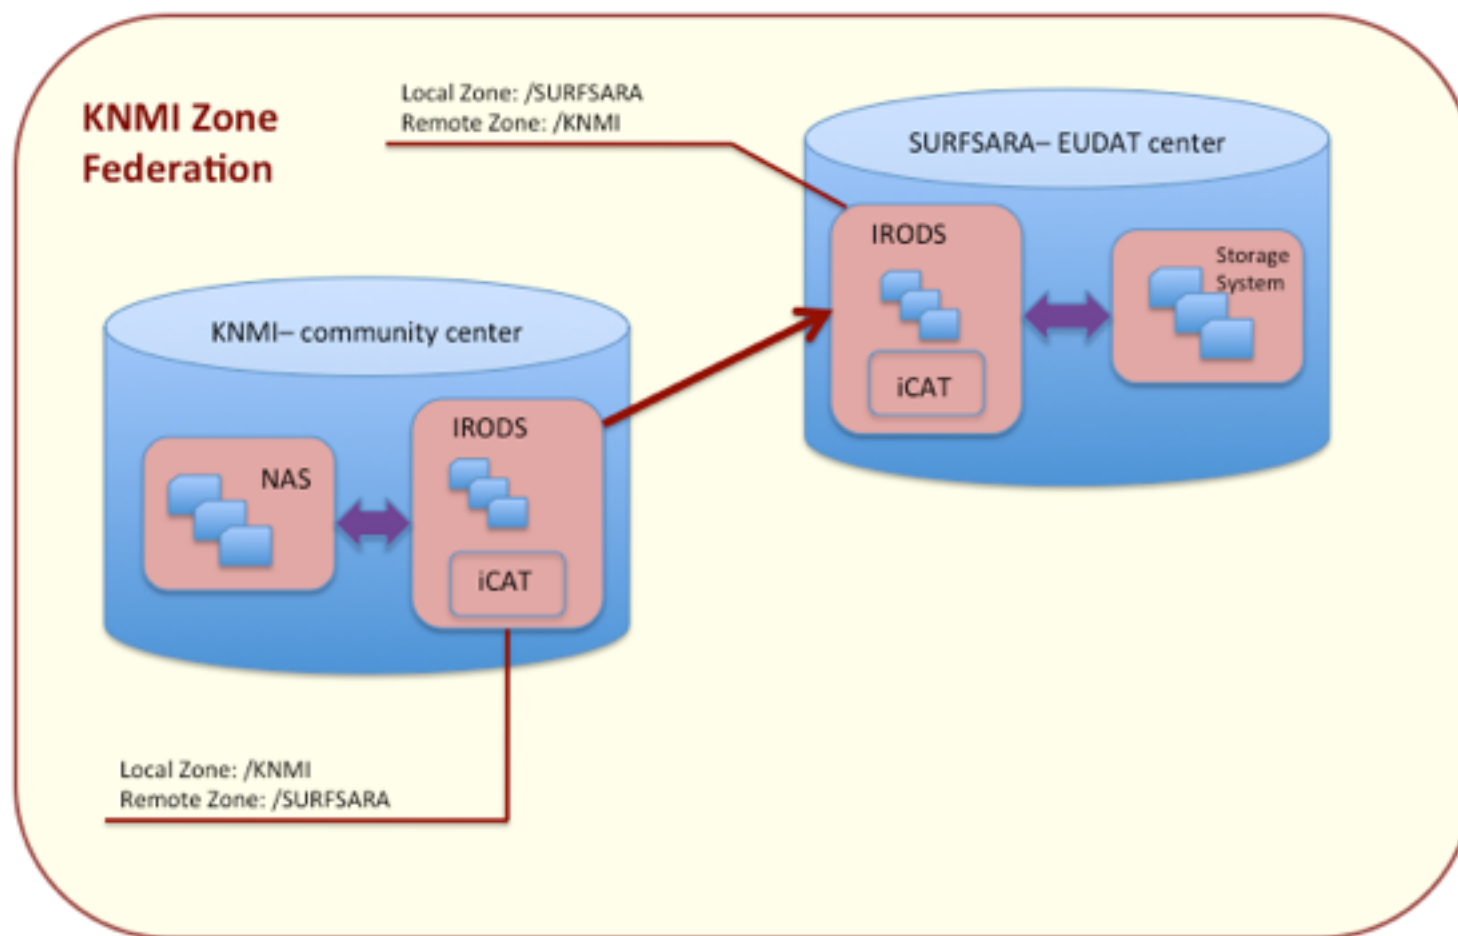 KNMI Zone
Federation
Local Zone: /SURFSARA
Remote Zone: /KNMI
SURFSARA– EUDAT center
IRODS
Storage
System
iCAT
KNMI– community center
IRODS
NAS
iCAT
Local Zone: /KNMI
Remote Zone: /SURFSARA